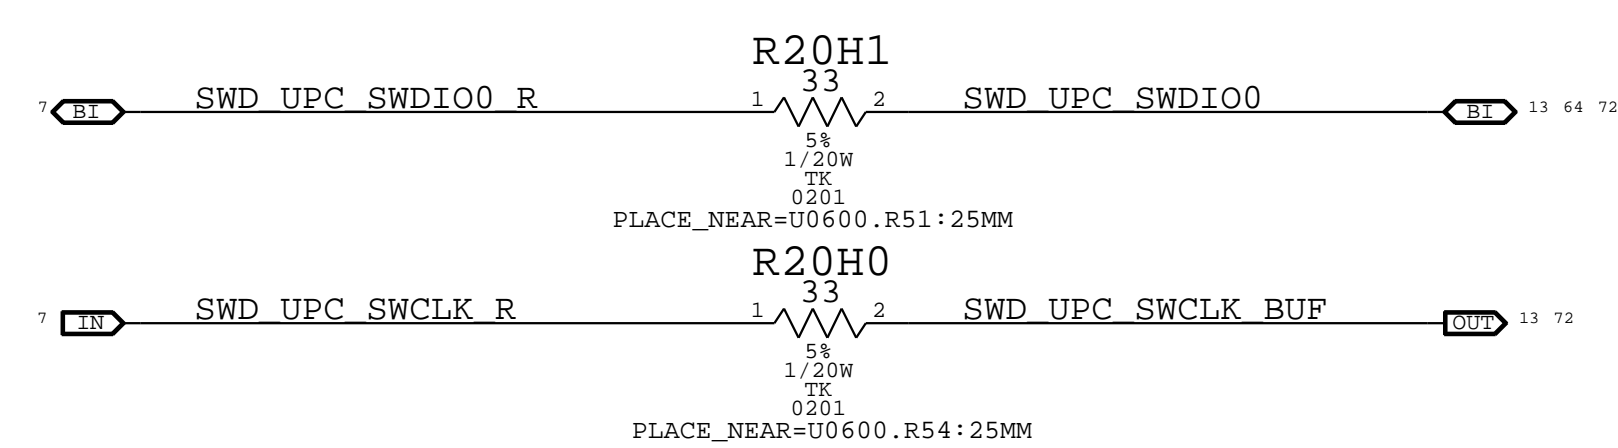 R20H1
33
7 BI SWD_UPC_SWDIO0_R 1 2 SWD_UPC_SWDIO0 BI 13 64 72
5%
1/20W
TK
0201
PLACE_NEAR=U0600.R51:25MM
R20H0
33
7 IN SWD_UPC_SWCLK_R 1 2 SWD_UPC_SWCLK_BUF OUT 13 72
5%
1/20W
TK
0201
PLACE_NEAR=U0600.R54:25MM